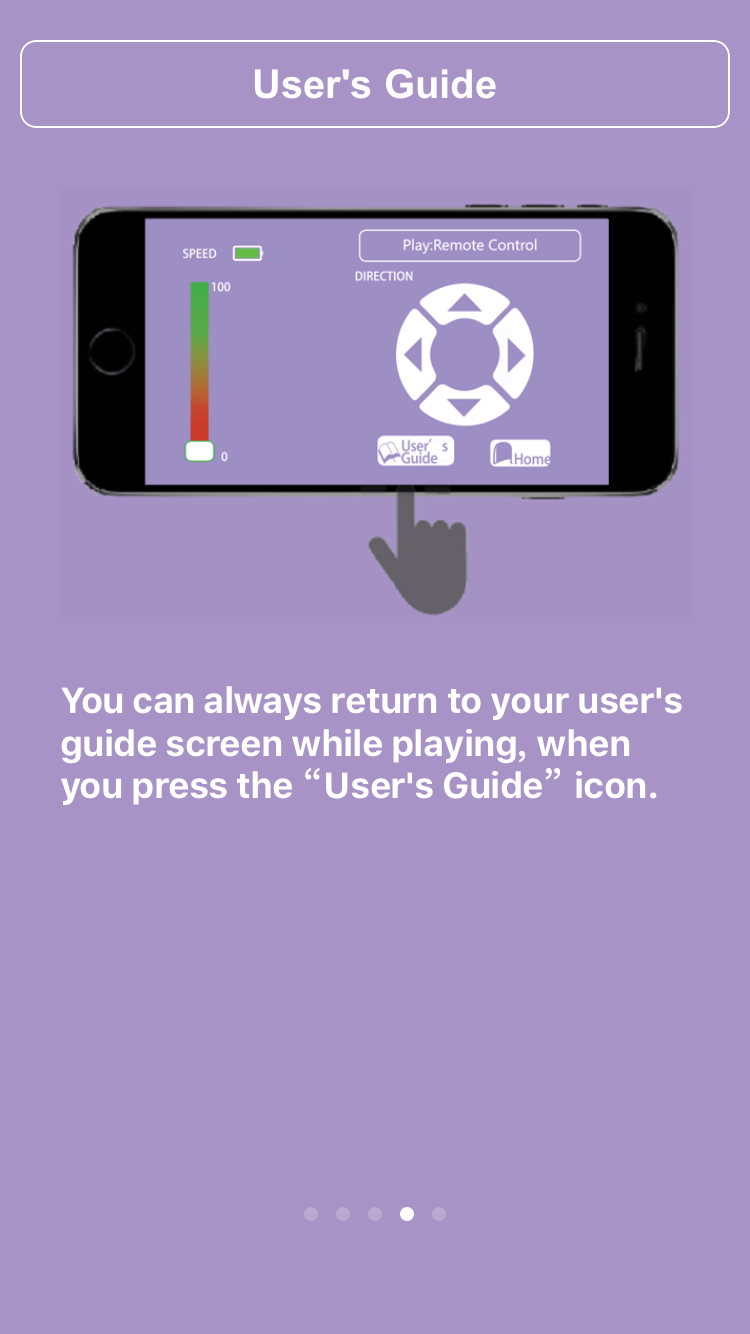 User's Guide
SPEED
Play:Remote Control
DIRECTION
100
0
User's
Guide
Home
You can always return to your user's
guide screen while playing, when
you press the “User's Guide” icon.